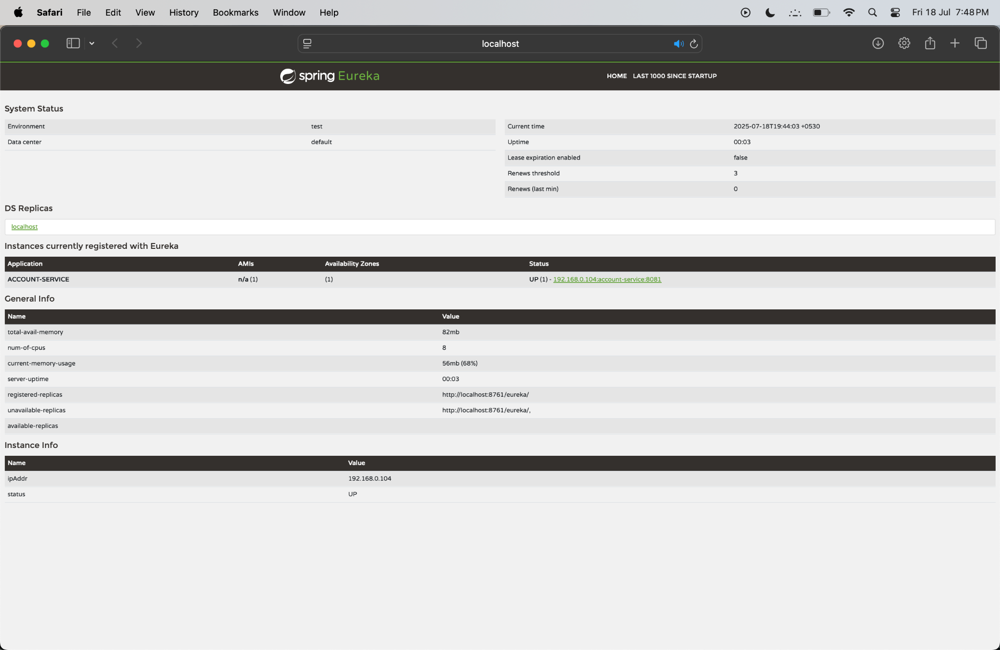 Safari File Edit View History Bookmarks Window Help Fri 18 Jul 7:48 PM
localhost
spring Eureka HOME LAST 1000 SINCE STARTUP
System Status
Environment test
Data center default
Current time 2025-07-18T19:44:03 +0530
Uptime 00:03
Lease expiration enabled false
Renews threshold 3
Renews (last min) 0
DS Replicas
localhost
Instances currently registered with Eureka
Application AMIs Availability Zones Status
ACCOUNT-SERVICE n/a (1) (1) UP (1) - 192.168.0.104:account-service:8081
General Info
Name Value
total-avail-memory 82mb
num-of-cpus 8
current-memory-usage 56mb (68%)
server-uptime 00:03
registered-replicas http://localhost:8761/eureka/
unavailable-replicas http://localhost:8761/eureka/,
available-replicas
Instance Info
Name Value
ipAddr 192.168.0.104
status UP